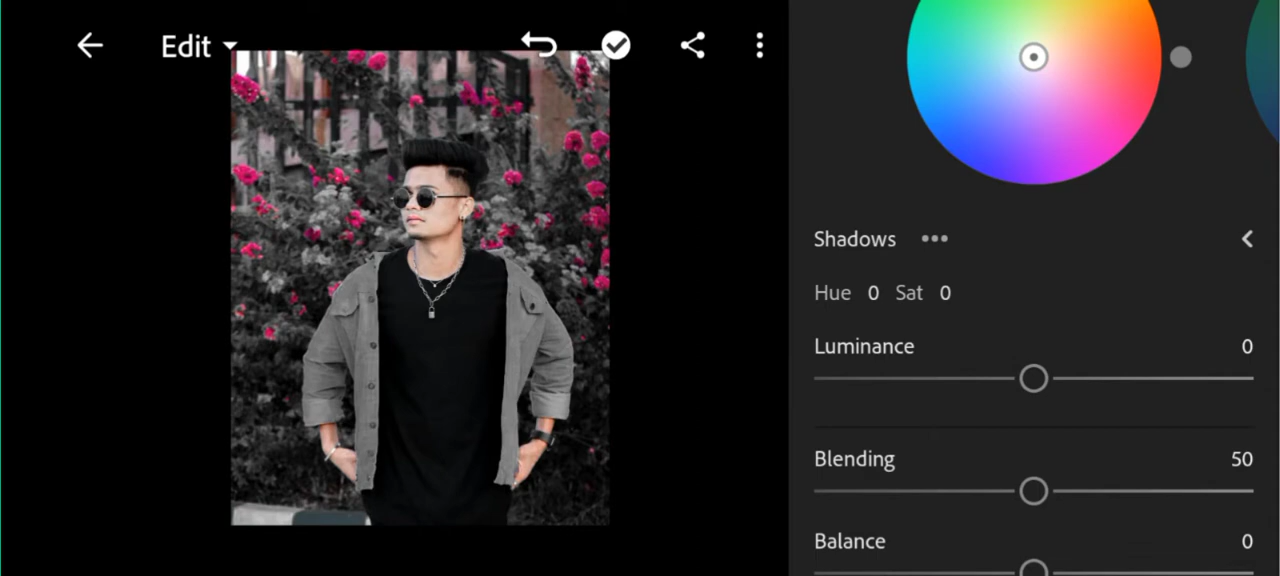 Edit
Shadows
Hue 0 Sat 0
Luminance 0
Blending 50
Balance 0